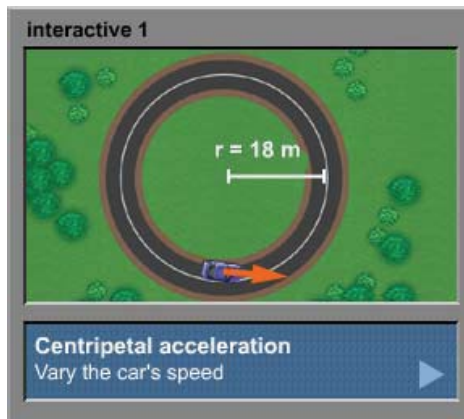 interactive 1
r = 18 m
Centripetal acceleration
Vary the car's speed